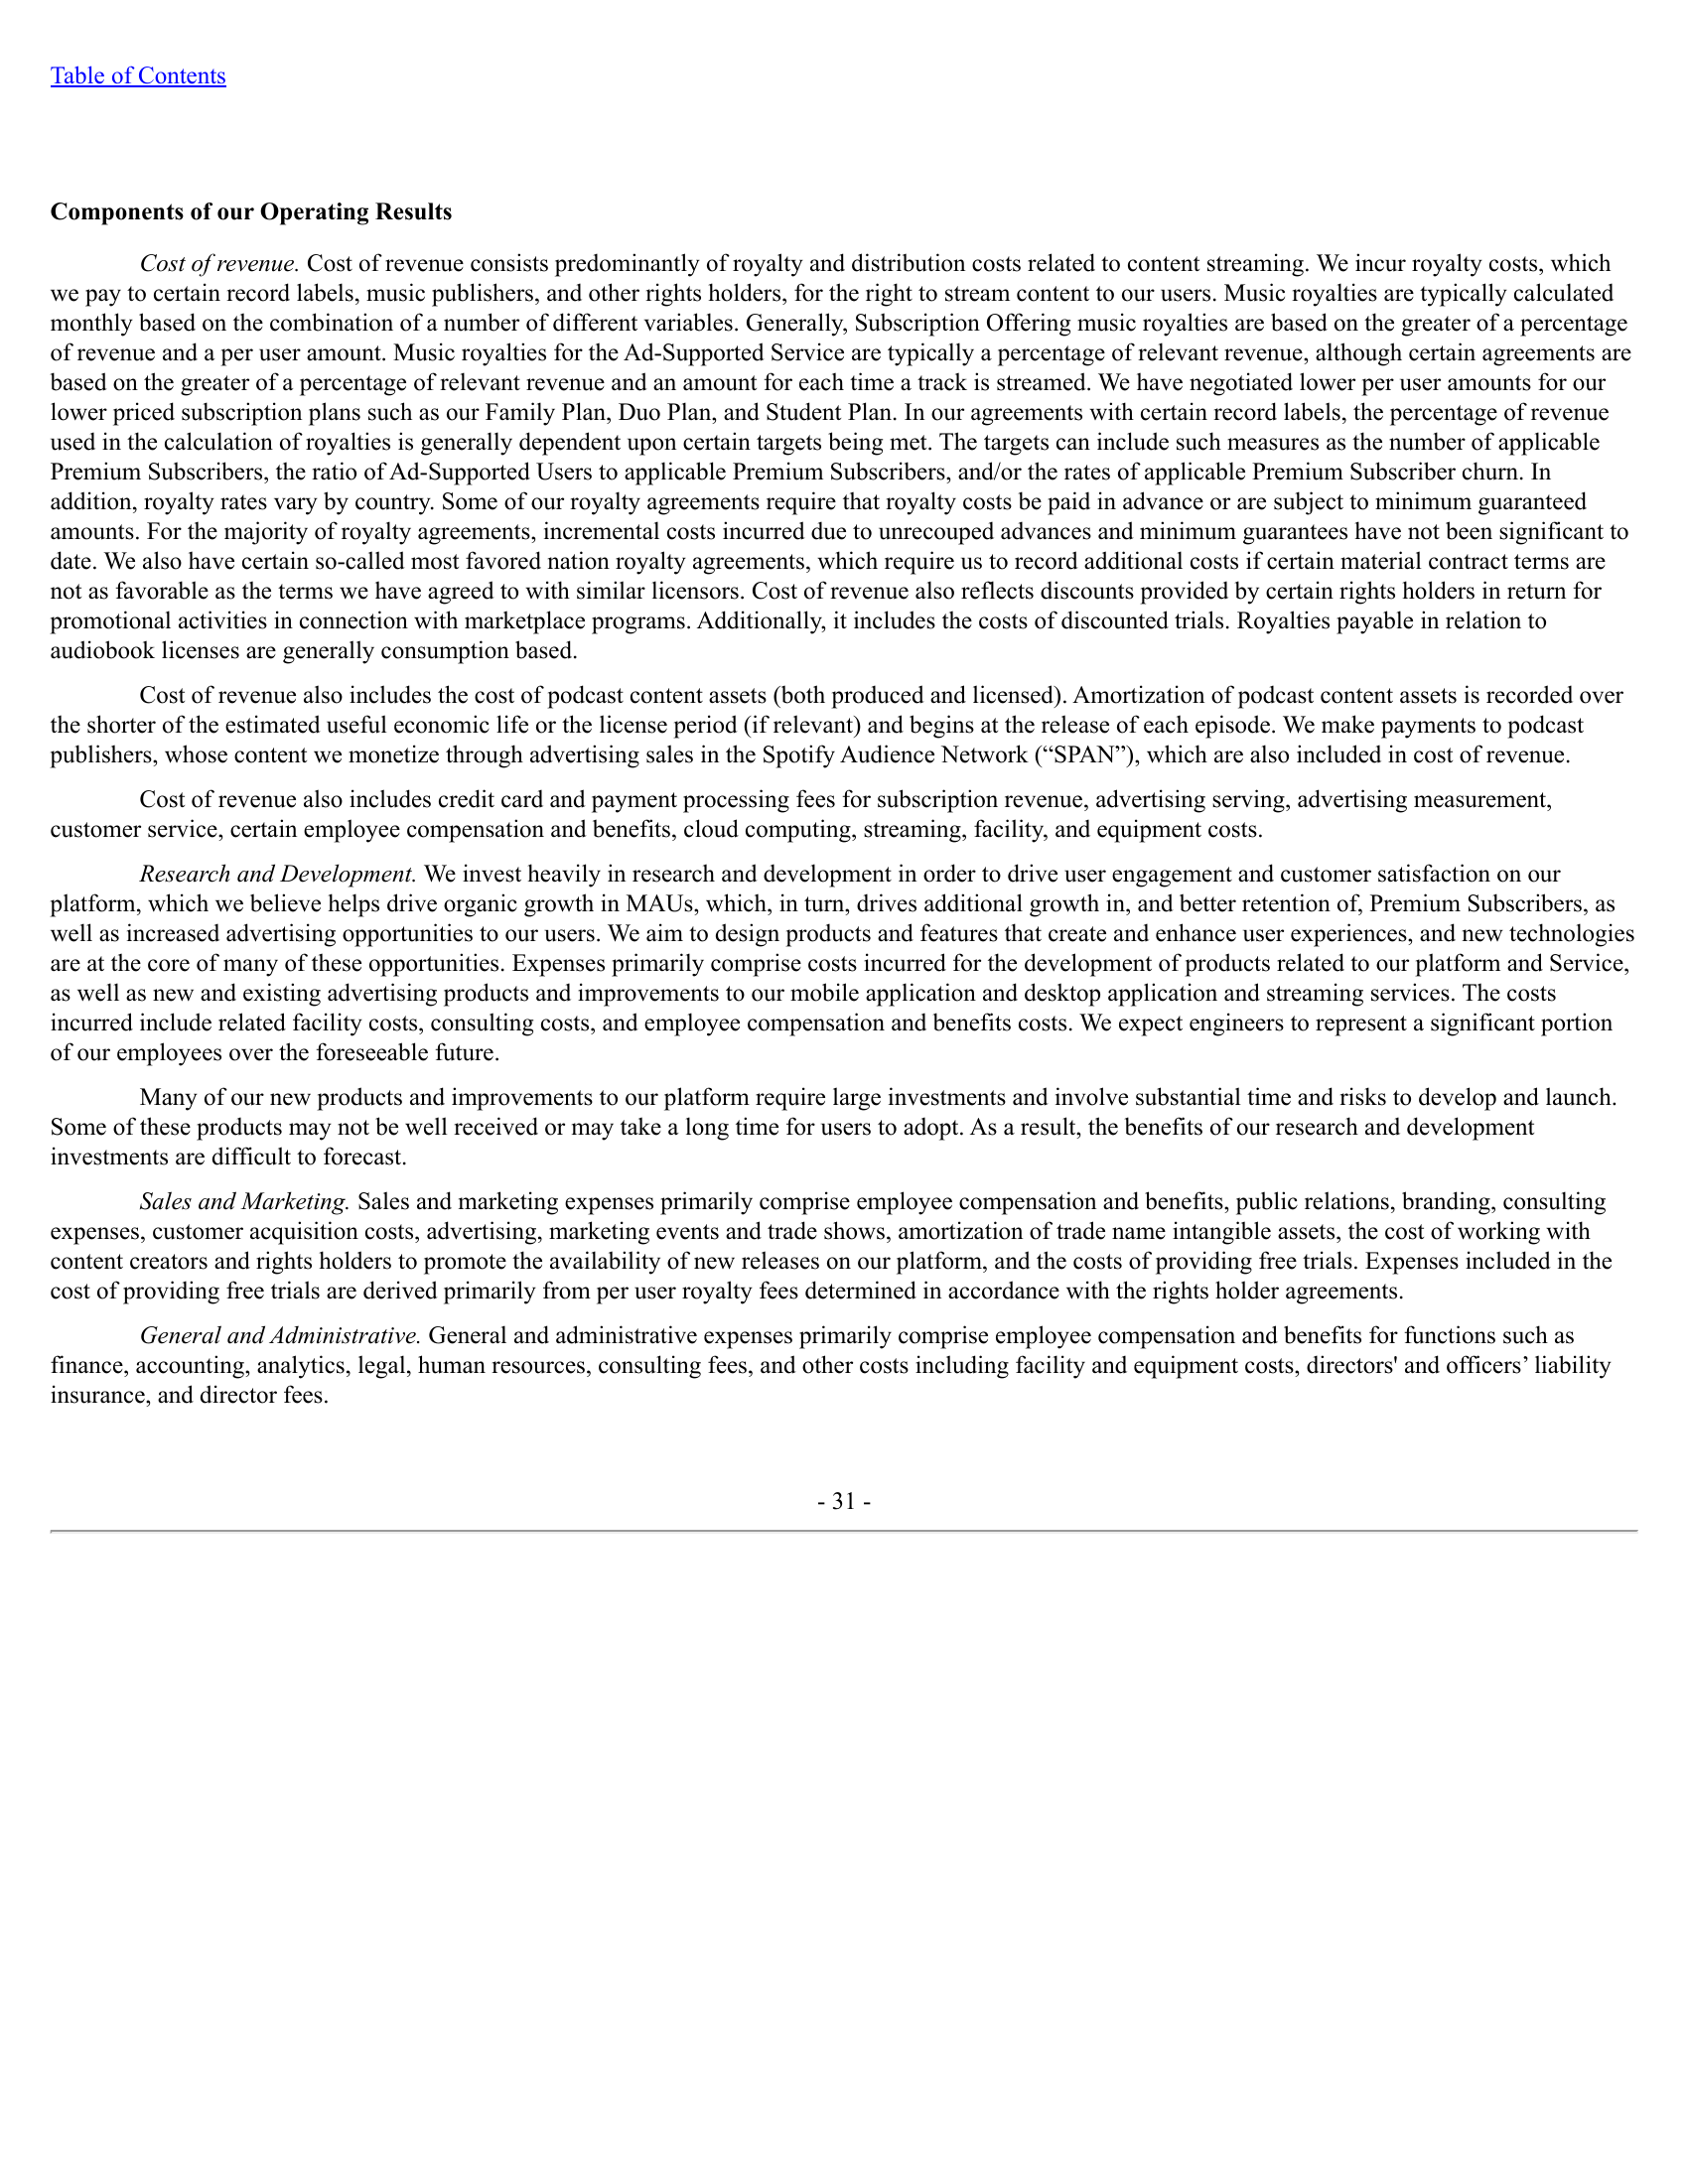 Table of Contents
Components of our Operating Results
Cost of revenue. Cost of revenue consists predominantly of royalty and distribution costs related to content streaming. We incur royalty costs, which
we pay to certain record labels, music publishers, and other rights holders, for the right to stream content to our users. Music royalties are typically calculated
monthly based on the combination of a number of different variables. Generally, Subscription Offering music royalties are based on the greater of a percentage
of revenue and a per user amount. Music royalties for the Ad-Supported Service are typically a percentage of relevant revenue, although certain agreements are
based on the greater of a percentage of relevant revenue and an amount for each time a track is streamed. We have negotiated lower per user amounts for our
lower priced subscription plans such as our Family Plan, Duo Plan, and Student Plan. In our agreements with certain record labels, the percentage of revenue
used in the calculation of royalties is generally dependent upon certain targets being met. The targets can include such measures as the number of applicable
Premium Subscribers, the ratio of Ad-Supported Users to applicable Premium Subscribers, and/or the rates of applicable Premium Subscriber churn. In
addition, royalty rates vary by country. Some of our royalty agreements require that royalty costs be paid in advance or are subject to minimum guaranteed
amounts. For the majority of royalty agreements, incremental costs incurred due to unrecouped advances and minimum guarantees have not been significant to
date. We also have certain so-called most favored nation royalty agreements, which require us to record additional costs if certain material contract terms are
not as favorable as the terms we have agreed to with similar licensors. Cost of revenue also reflects discounts provided by certain rights holders in return for
promotional activities in connection with marketplace programs. Additionally, it includes the costs of discounted trials. Royalties payable in relation to
audiobook licenses are generally consumption based.
Cost of revenue also includes the cost of podcast content assets (both produced and licensed). Amortization of podcast content assets is recorded over
the shorter of the estimated useful economic life or the license period (if relevant) and begins at the release of each episode. We make payments to podcast
publishers, whose content we monetize through advertising sales in the Spotify Audience Network (“SPAN”), which are also included in cost of revenue.
Cost of revenue also includes credit card and payment processing fees for subscription revenue, advertising serving, advertising measurement,
customer service, certain employee compensation and benefits, cloud computing, streaming, facility, and equipment costs.
Research and Development. We invest heavily in research and development in order to drive user engagement and customer satisfaction on our
platform, which we believe helps drive organic growth in MAUs, which, in turn, drives additional growth in, and better retention of, Premium Subscribers, as
well as increased advertising opportunities to our users. We aim to design products and features that create and enhance user experiences, and new technologies
are at the core of many of these opportunities. Expenses primarily comprise costs incurred for the development of products related to our platform and Service,
as well as new and existing advertising products and improvements to our mobile application and desktop application and streaming services. The costs
incurred include related facility costs, consulting costs, and employee compensation and benefits costs. We expect engineers to represent a significant portion
of our employees over the foreseeable future.
Many of our new products and improvements to our platform require large investments and involve substantial time and risks to develop and launch.
Some of these products may not be well received or may take a long time for users to adopt. As a result, the benefits of our research and development
investments are difficult to forecast.
Sales and Marketing. Sales and marketing expenses primarily comprise employee compensation and benefits, public relations, branding, consulting
expenses, customer acquisition costs, advertising, marketing events and trade shows, amortization of trade name intangible assets, the cost of working with
content creators and rights holders to promote the availability of new releases on our platform, and the costs of providing free trials. Expenses included in the
cost of providing free trials are derived primarily from per user royalty fees determined in accordance with the rights holder agreements.
General and Administrative. General and administrative expenses primarily comprise employee compensation and benefits for functions such as
finance, accounting, analytics, legal, human resources, consulting fees, and other costs including facility and equipment costs, directors' and officers’ liability
insurance, and director fees.
- 31 -